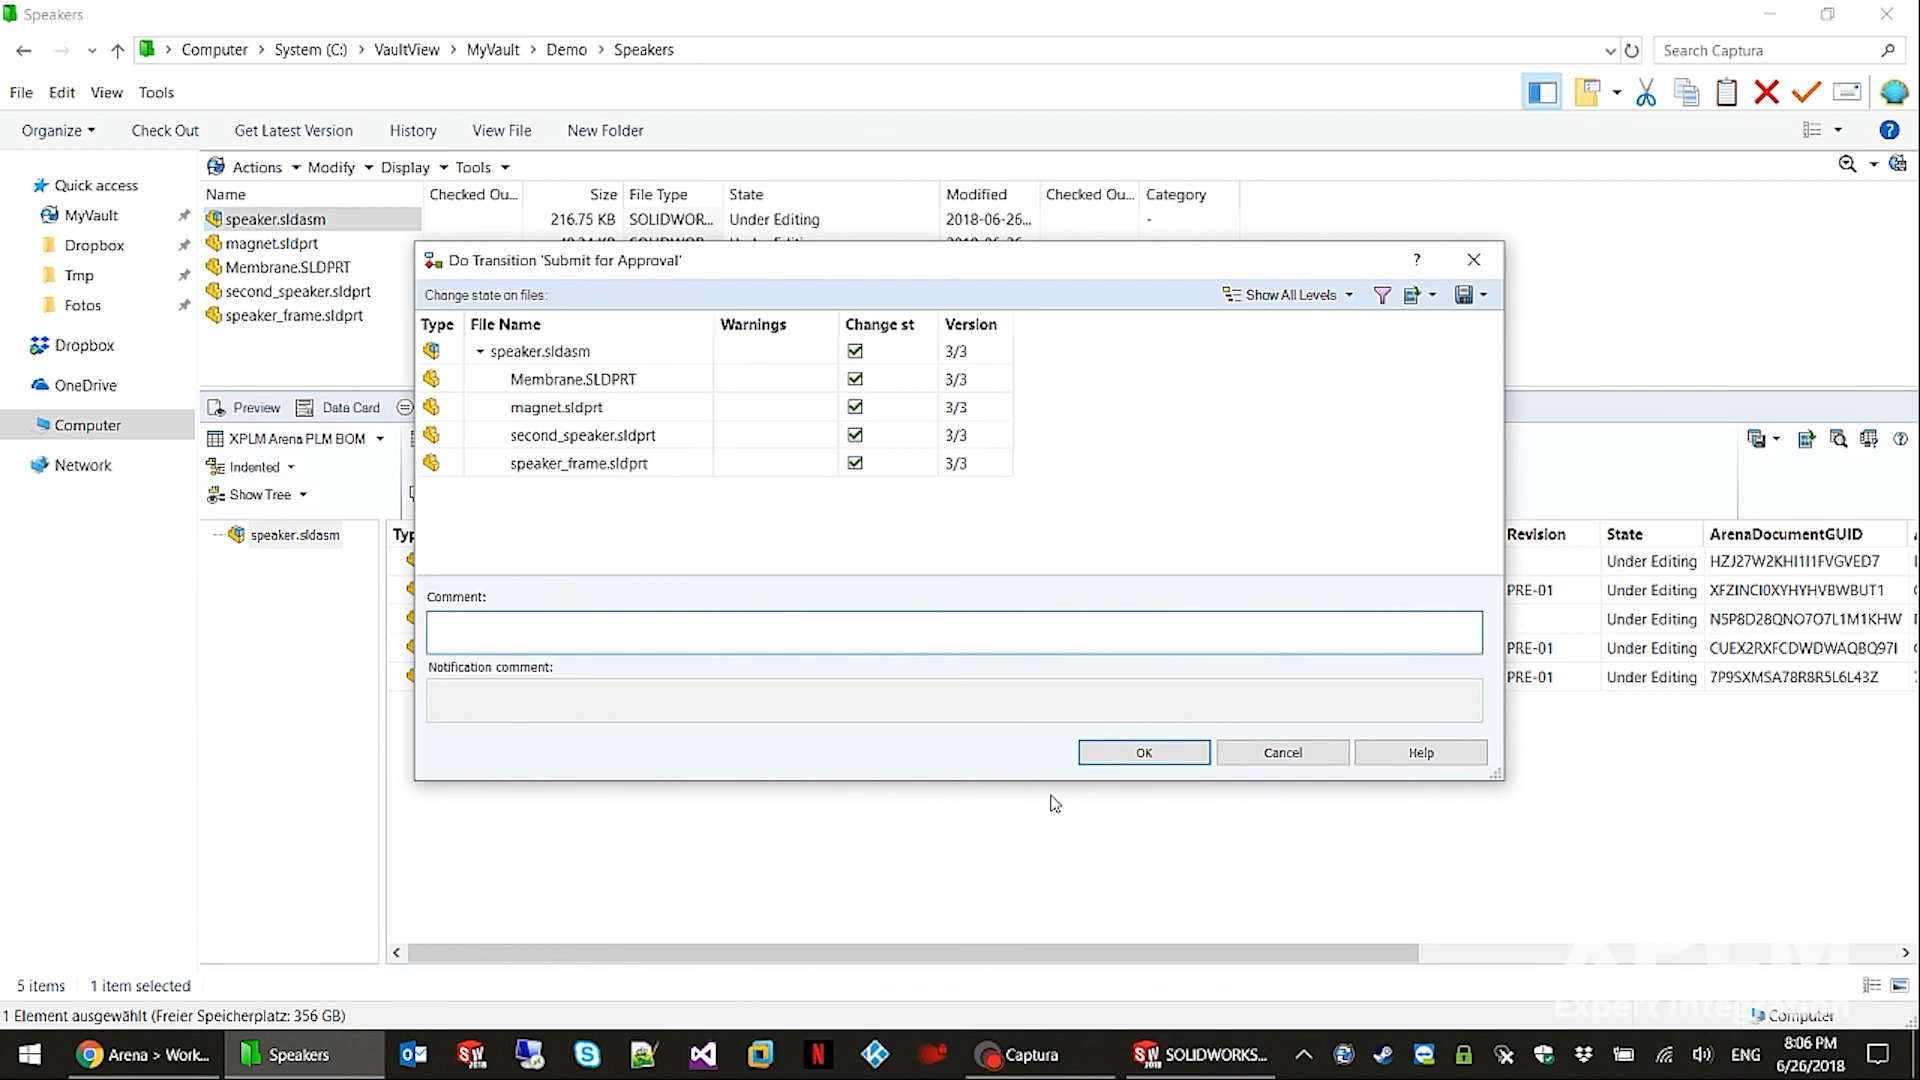 Speakers
Computer > System (C:) > VaultView > MyVault > Demo > Speakers
Search Captura
File Edit View Tools
Organize Check Out Get Latest Version History View File New Folder
Quick access
MyVault
Dropbox
Tmp
Fotos
Dropbox
OneDrive
Computer
Network
Actions Modify Display Tools
Name Checked Ou... Size File Type State Modified Checked Ou... Category
speaker.sldasm 216.75 KB SOLIDWOR... Under Editing 2018-06-26... -
magnet.sldprt
Membrane.SLDPRT
second_speaker.sldprt
speaker_frame.sldprt
Do Transition 'Submit for Approval'
Change state on files: Show All Levels
Type File Name Warnings Change st Version
speaker.sldasm 3/3
Membrane.SLDPRT 3/3
magnet.sldprt 3/3
second_speaker.sldprt 3/3
speaker_frame.sldprt 3/3
Comment:
Notification comment:
OK Cancel Help
Preview Data Card
XPLM Arena PLM BOM
Indented
Show Tree
speaker.sldasm
Revision State ArenaDocumentGUID
Under Editing HZJ27W2KHI1I1FVGVED7
PRE-01 Under Editing XFZINCI0XYHYHVBWBUT1
Under Editing N5P8D28QNO7O7L1M1KHW
PRE-01 Under Editing CUEX2RXFCDWDWAQBQ97I
PRE-01 Under Editing 7P9SXMSA78R8R5L6L43Z
5 items 1 item selected
XPLM
Expert Integration
1 Element ausgewählt (Freier Speicherplatz: 356 GB)
Computer
Arena > Work...
Speakers
Captura
SOLIDWORKS...
ENG
8:06 PM
6/26/2018